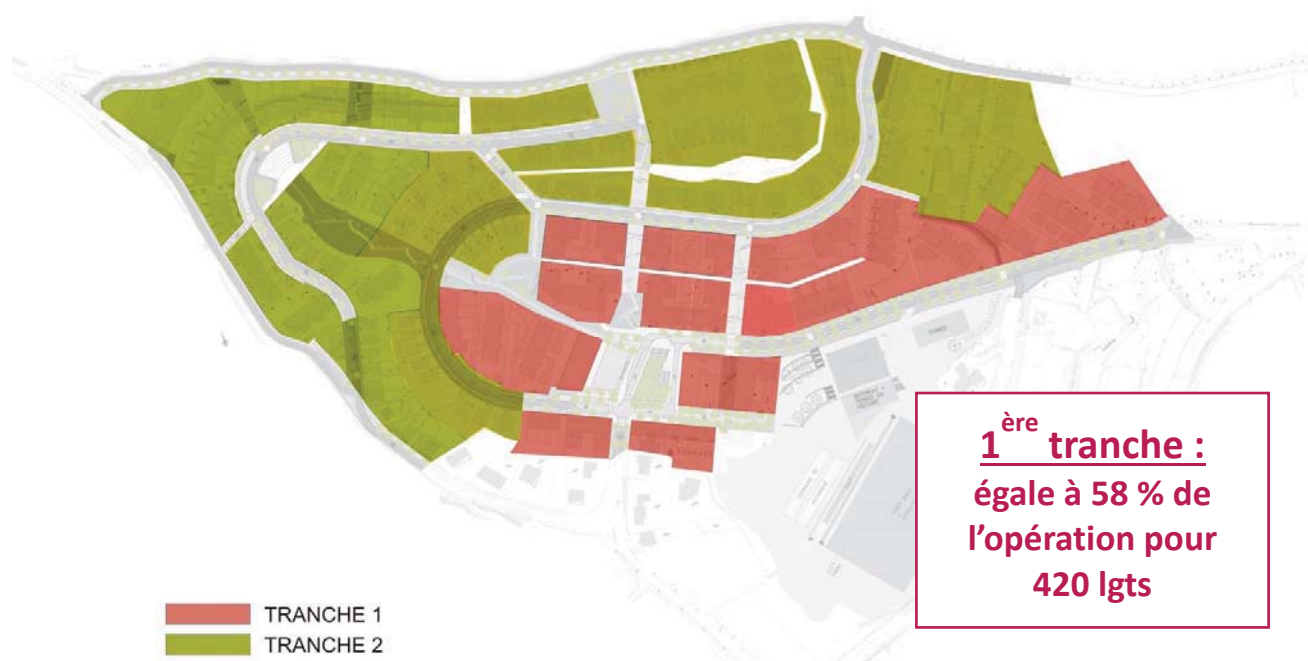 1ère tranche :
égale à 58 % de
l’opération pour
420 lgts
TRANCHE 1
TRANCHE 2